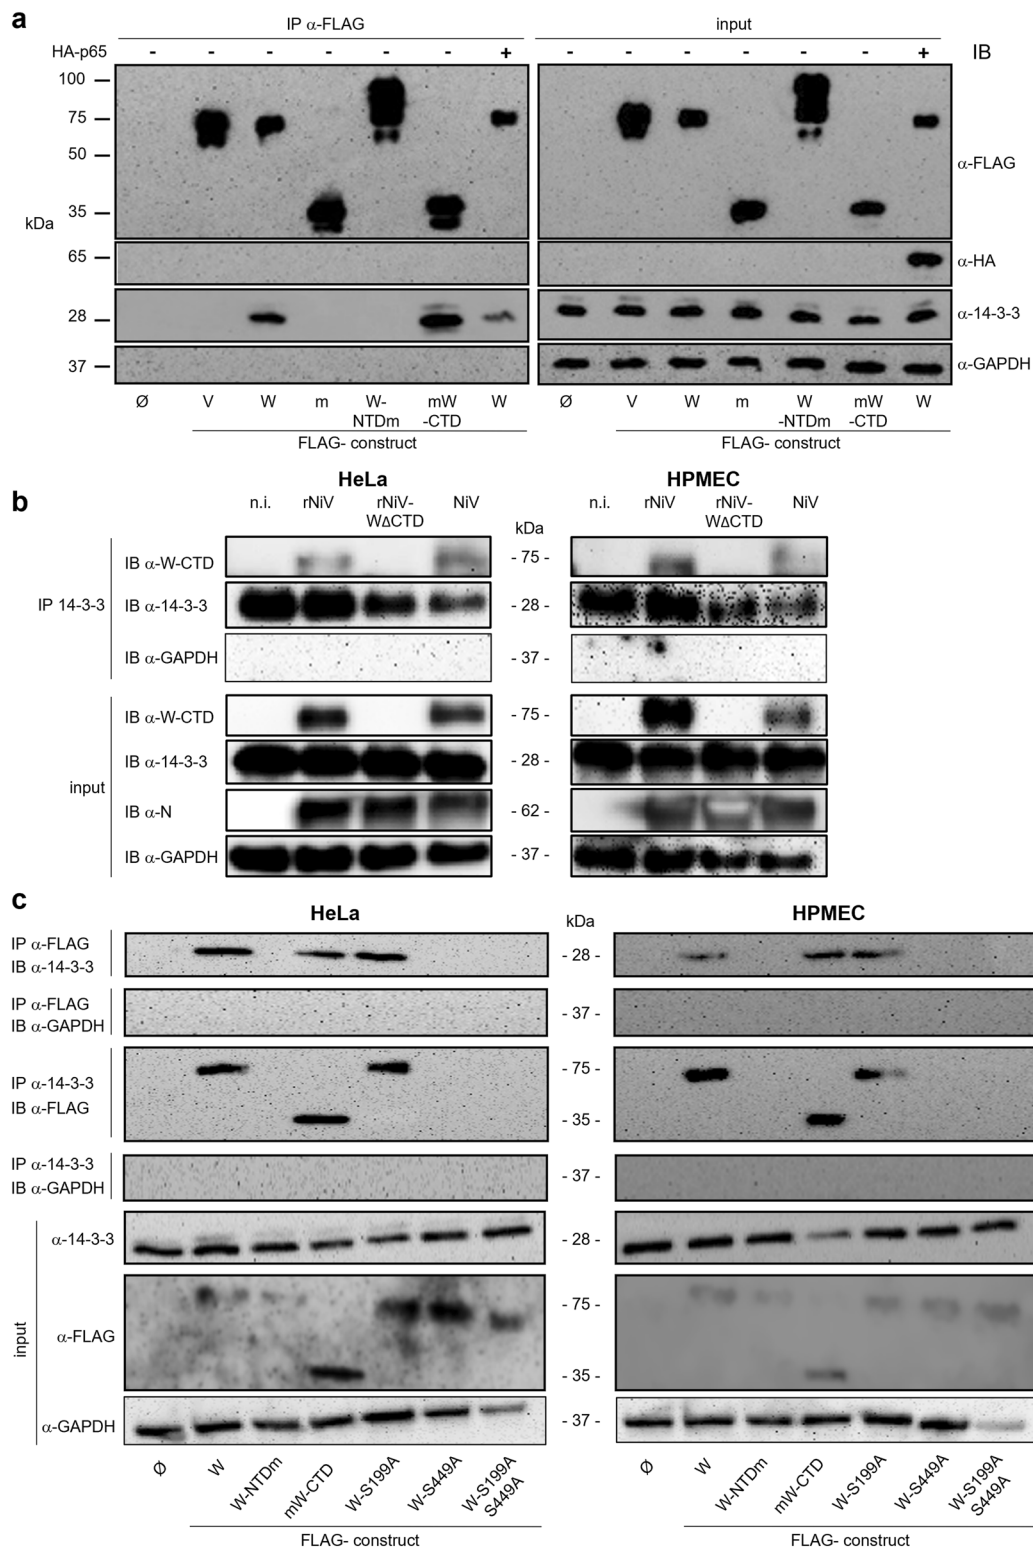 a
IP α-FLAG
input
HA-p65 - - - - - - + - - - - - - + IB
100
75
50
35
kDa
65
28
37
α-FLAG
α-HA
α-14-3-3
α-GAPDH
Ø V W m W- mW W Ø V W m W mW W
NTDm -CTD -NTDm -CTD
FLAG- construct FLAG- construct
b
HeLa HPMEC
n.i. rNiV rNiV- NiV n.i. rNiV rNiV- NiV
WΔCTD WΔCTD
kDa
IP 14-3-3
IB α-W-CTD - 75 -
IB α-14-3-3 - 28 -
IB α-GAPDH - 37 -
input
IB α-W-CTD - 75 -
IB α-14-3-3 - 28 -
IB α-N - 62 -
IB α-GAPDH - 37 -
c
HeLa kDa HPMEC
IP α-FLAG
IB α-14-3-3 - 28 -
IP α-FLAG
IB α-GAPDH - 37 -
IP α-14-3-3 - 75 -
IB α-FLAG - 35 -
IP α-14-3-3
IB α-GAPDH - 37 -
input
α-14-3-3 - 28 -
α-FLAG - 75 -
- 35 -
α-GAPDH - 37 -
Ø W W-NTDm mW-CTD W-S199A W-S449A W-S199A S449A Ø W W-NTDm mW-CTD W-S199A W-S449A W-S199A S449A
FLAG- construct FLAG- construct